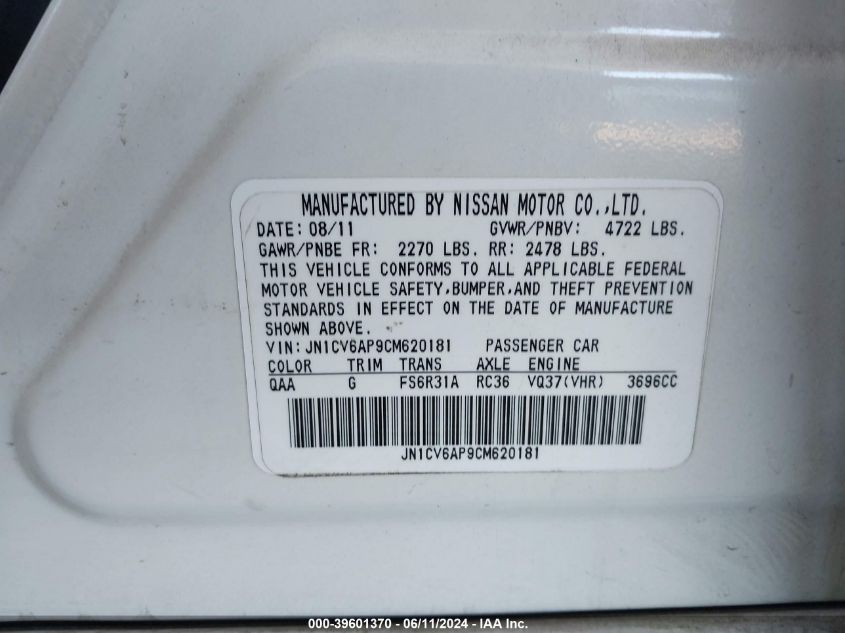 MANUFACTURED BY NISSAN MOTOR CO.,LTD.
DATE: 08/11 GVWR/PNBV: 4722 LBS.
GAWR/PNBE FR: 2270 LBS. RR: 2478 LBS.
THIS VEHICLE CONFORMS TO ALL APPLICABLE FEDERAL
MOTOR VEHICLE SAFETY,BUMPER,AND THEFT PREVENTION
STANDARDS IN EFFECT ON THE DATE OF MANUFACTURE
SHOWN ABOVE.
VIN: JN1CV6AP9CM620181 PASSENGER CAR
COLOR TRIM TRANS AXLE ENGINE
QAA G FS6R31A RC36 VQ37(VHR) 3696CC
JN1CV6AP9CM620181
000-39601370 - 06/11/2024 - IAA Inc.